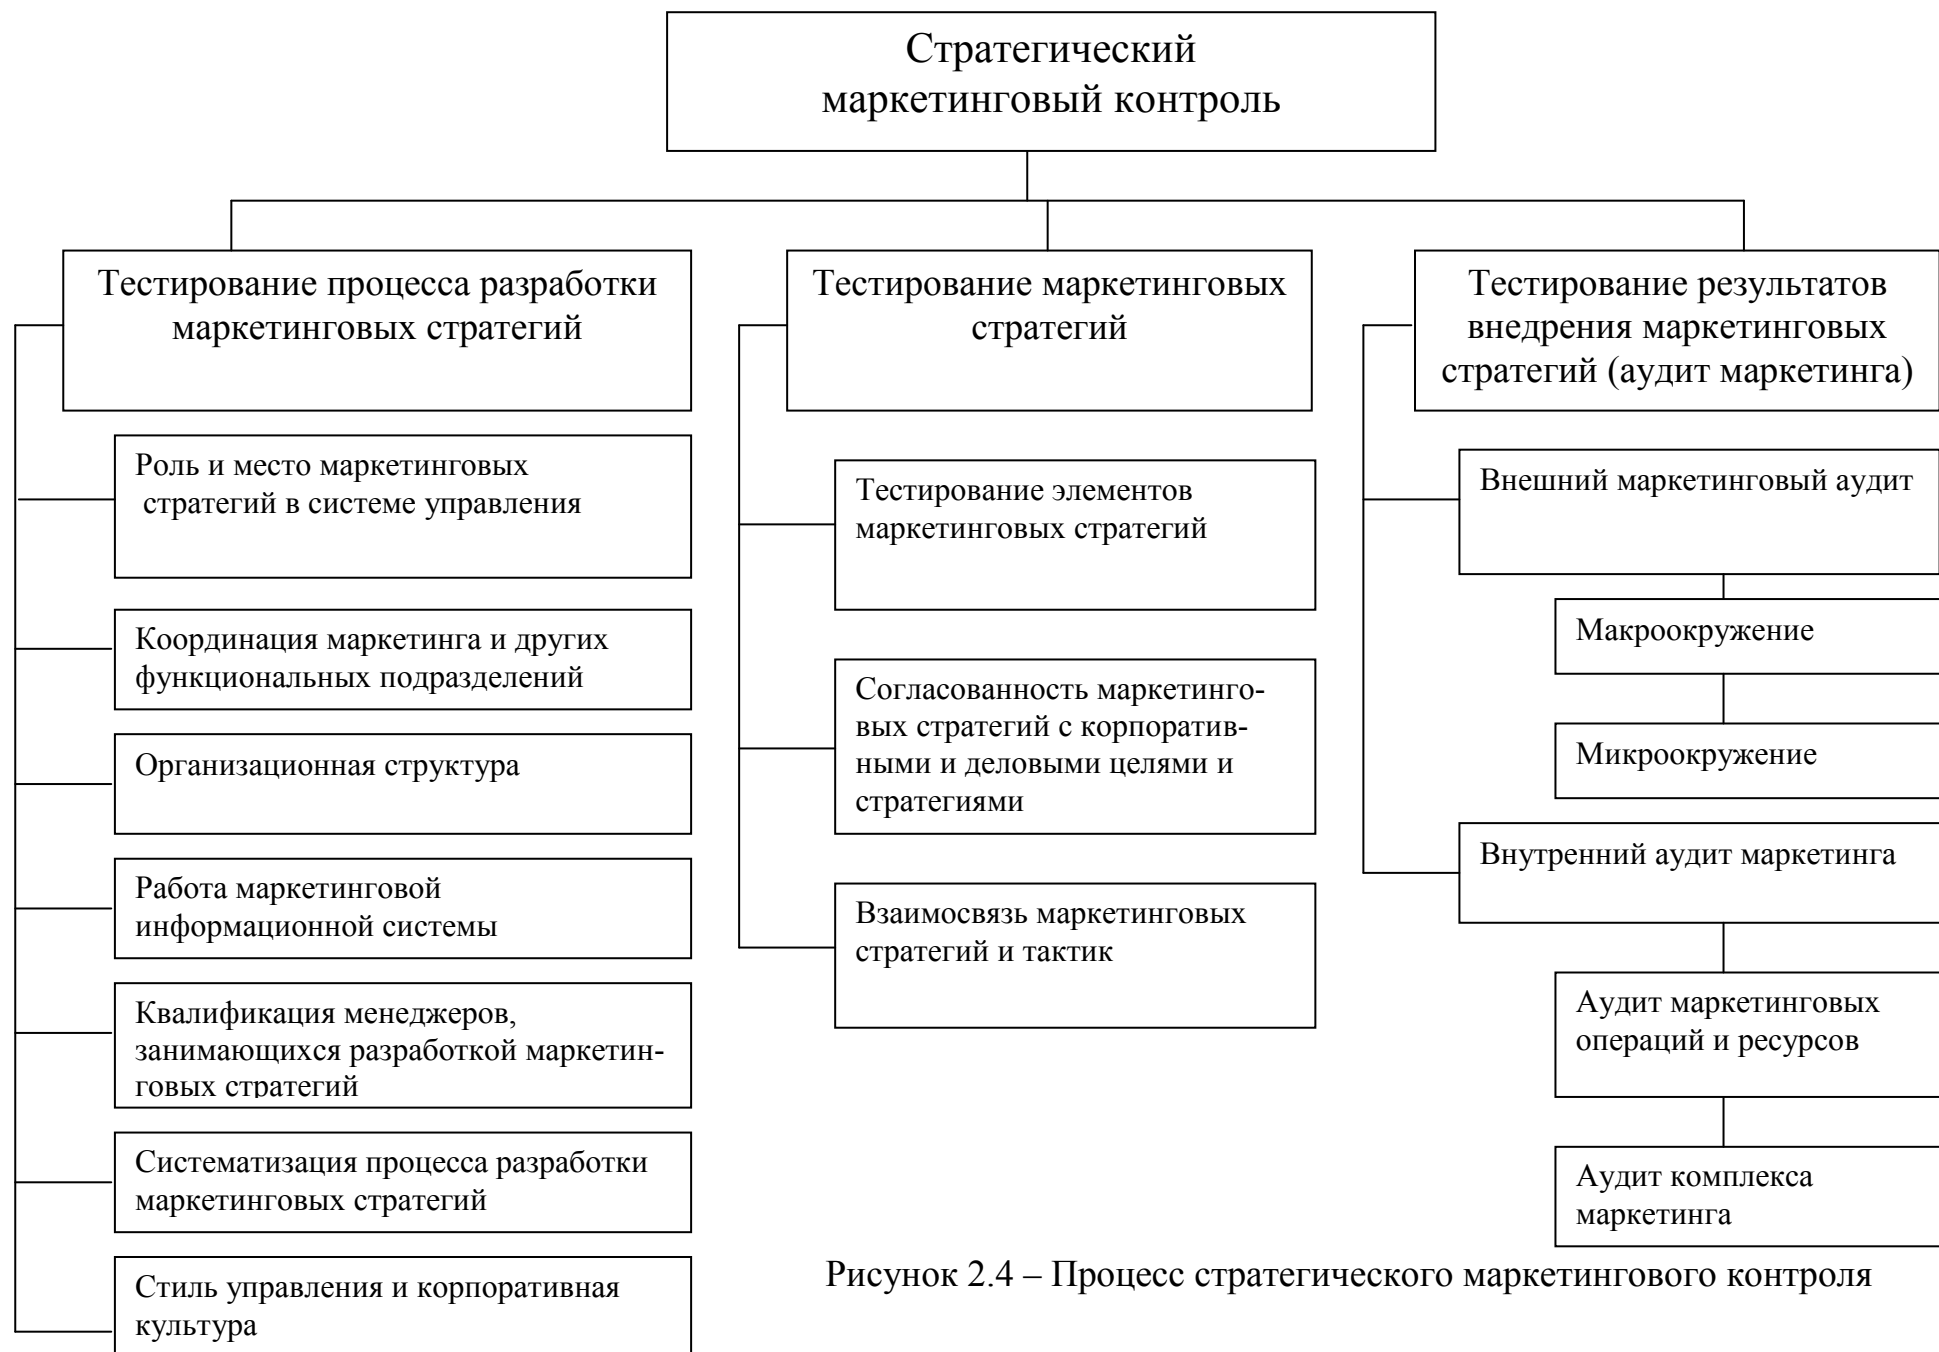 Стратегический
маркетинговый контроль
Тестирование процесса разработки
маркетинговых стратегий
Роль и место маркетинговых
стратегий в системе управления
Координация маркетинга и других
функциональных подразделений
Организационная структура
Работа маркетинговой
информационной системы
Квалификация менеджеров,
занимающихся разработкой маркетин-
говых стратегий
Систематизация процесса разработки
маркетинговых стратегий
Стиль управления и корпоративная
культура
Тестирование маркетинговых
стратегий
Тестирование элементов
маркетинговых стратегий
Согласованность маркетинго-
вых стратегий с корпоратив-
ными и деловыми целями и
стратегиями
Взаимосвязь маркетинговых
стратегий и тактик
Тестирование результатов
внедрения маркетинговых
стратегий (аудит маркетинга)
Внешний маркетинговый аудит
Макроокружение
Микроокружение
Внутренний аудит маркетинга
Аудит маркетинговых
операций и ресурсов
Аудит комплекса
маркетинга
Рисунок 2.4 – Процесс стратегического маркетингового контроля